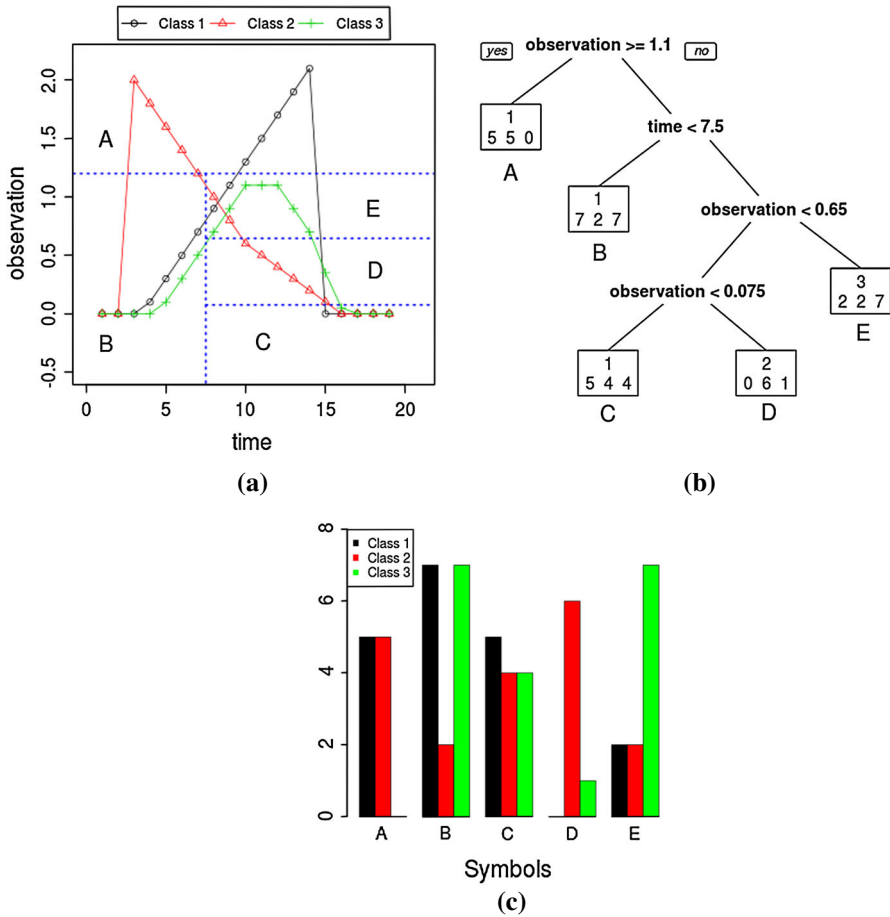 Class 1 Class 2 Class 3
observation
2.0
1.5
1.0
0.5
0.0
-0.5
A
E
D
B
C
0 5 10 15 20
time
(a)
yes observation >= 1.1 no
1
5 5 0
A
time < 7.5
1
7 2 7
B
observation < 0.65
observation < 0.075
3
2 2 7
E
1
5 4 4
C
2
0 6 1
D
(b)
8
6
4
2
0
Class 1
Class 2
Class 3
A B C D E
Symbols
(c)